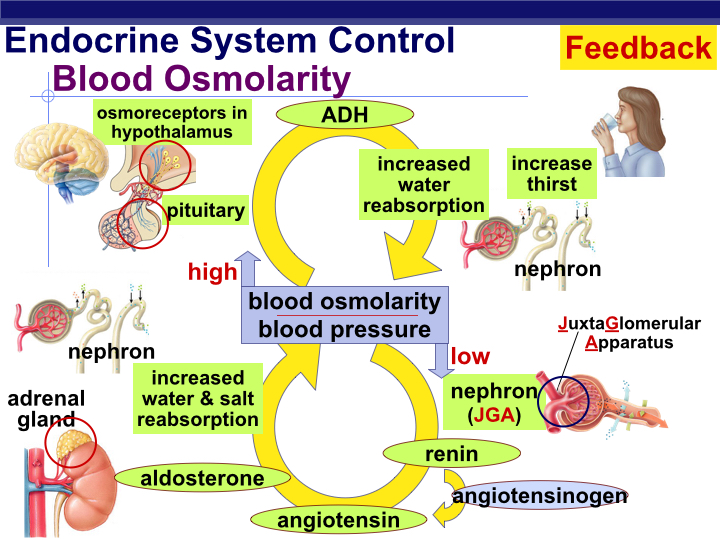 Endocrine System Control
Feedback
Blood Osmolarity
osmoreceptors in
hypothalamus
ADH
increased
water
reabsorption
increase
thirst
pituitary
nephron
high
blood osmolarity
blood pressure
low
JuxtaGlomerular
Apparatus
nephron
increased
water & salt
reabsorption
nephron
(JGA)
adrenal
gland
renin
aldosterone
angiotensinogen
angiotensin